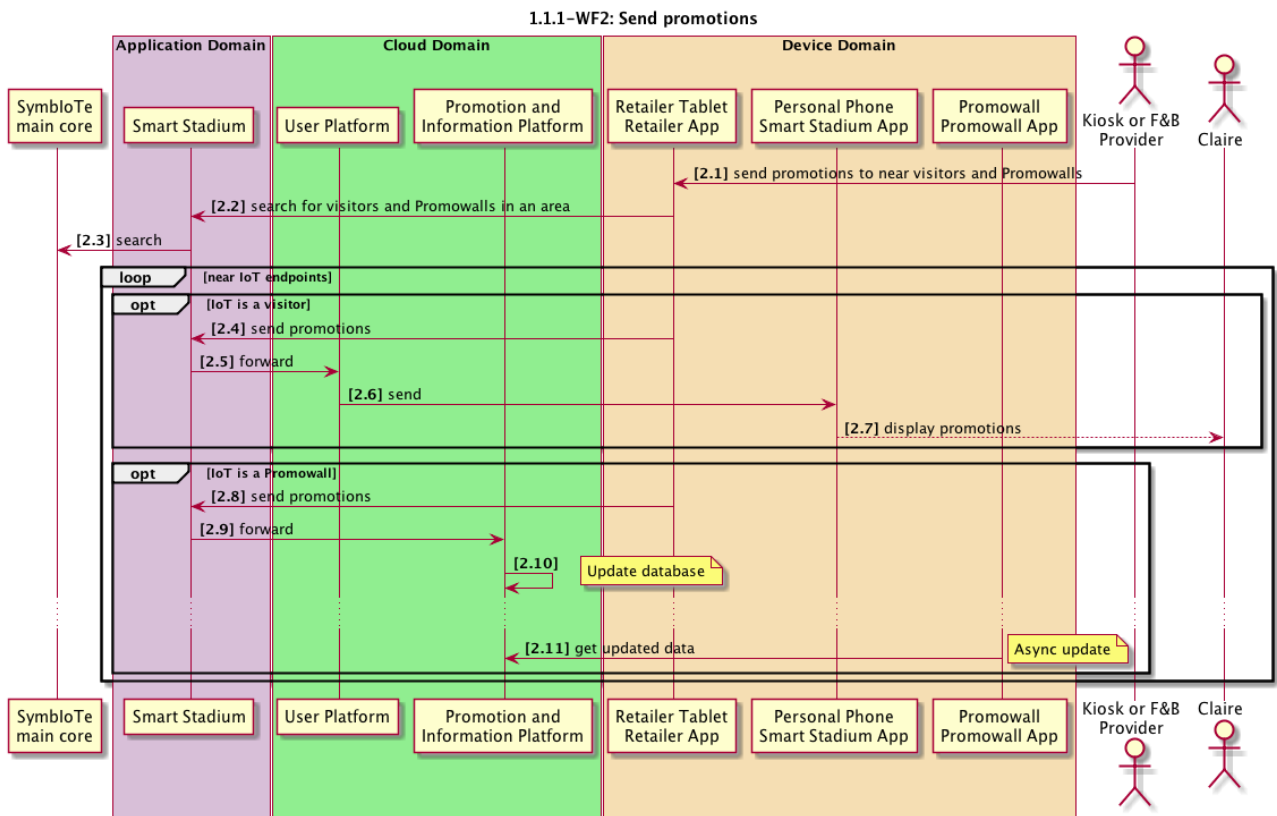 1.1.1-WF2: Send promotions
Application Domain
Cloud Domain
Device Domain
SymbIoTe
main core
Smart Stadium
User Platform
Promotion and
Information Platform
Retailer Tablet
Retailer App
Personal Phone
Smart Stadium App
Promowall
Promowall App
Kiosk or F&B
Provider
Claire
[2.1] send promotions to near visitors and Promowalls
[2.2] search for visitors and Promowalls in an area
[2.3] search
loop [near IoT endpoints]
opt [IoT is a visitor]
[2.4] send promotions
[2.5] forward
[2.6] send
[2.7] display promotions
opt [IoT is a Promowall]
[2.8] send promotions
[2.9] forward
[2.10]
Update database
[2.11] get updated data
Async update
SymbIoTe
main core
Smart Stadium
User Platform
Promotion and
Information Platform
Retailer Tablet
Retailer App
Personal Phone
Smart Stadium App
Promowall
Promowall App
Kiosk or F&B
Provider
Claire